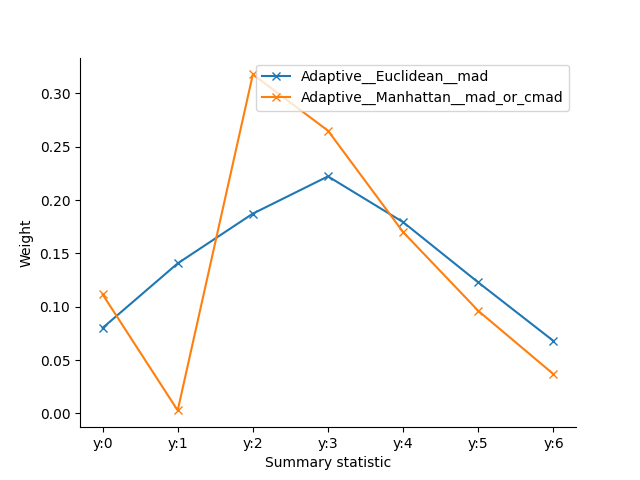 Adaptive__Euclidean__mad
Adaptive__Manhattan__mad_or_cmad
Weight
0.30
0.25
0.20
0.15
0.10
0.05
0.00
y:0 y:1 y:2 y:3 y:4 y:5 y:6
Summary statistic